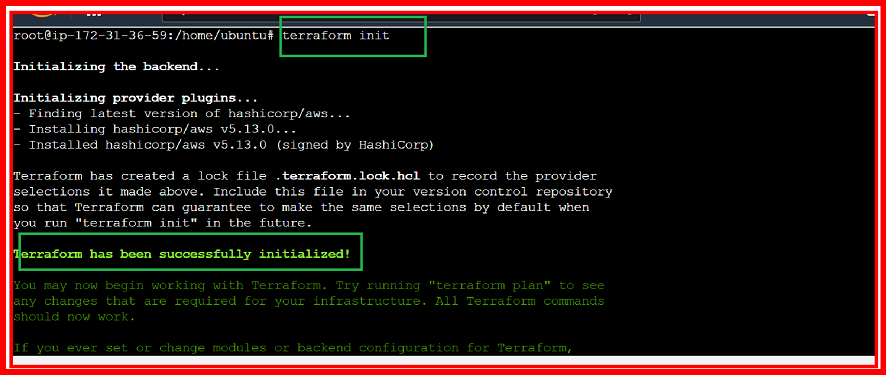 root@ip-172-31-36-59:/home/ubuntu# terraform init
Initializing the backend...
Initializing provider plugins...
- Finding latest version of hashicorp/aws...
- Installing hashicorp/aws v5.13.0...
- Installed hashicorp/aws v5.13.0 (signed by HashiCorp)
Terraform has created a lock file .terraform.lock.hcl to record the provider
selections it made above. Include this file in your version control repository
so that Terraform can guarantee to make the same selections by default when
you run "terraform init" in the future.
Terraform has been successfully initialized!
You may now begin working with Terraform. Try running "terraform plan" to see
any changes that are required for your infrastructure. All Terraform commands
should now work.
If you ever set or change modules or backend configuration for Terraform,